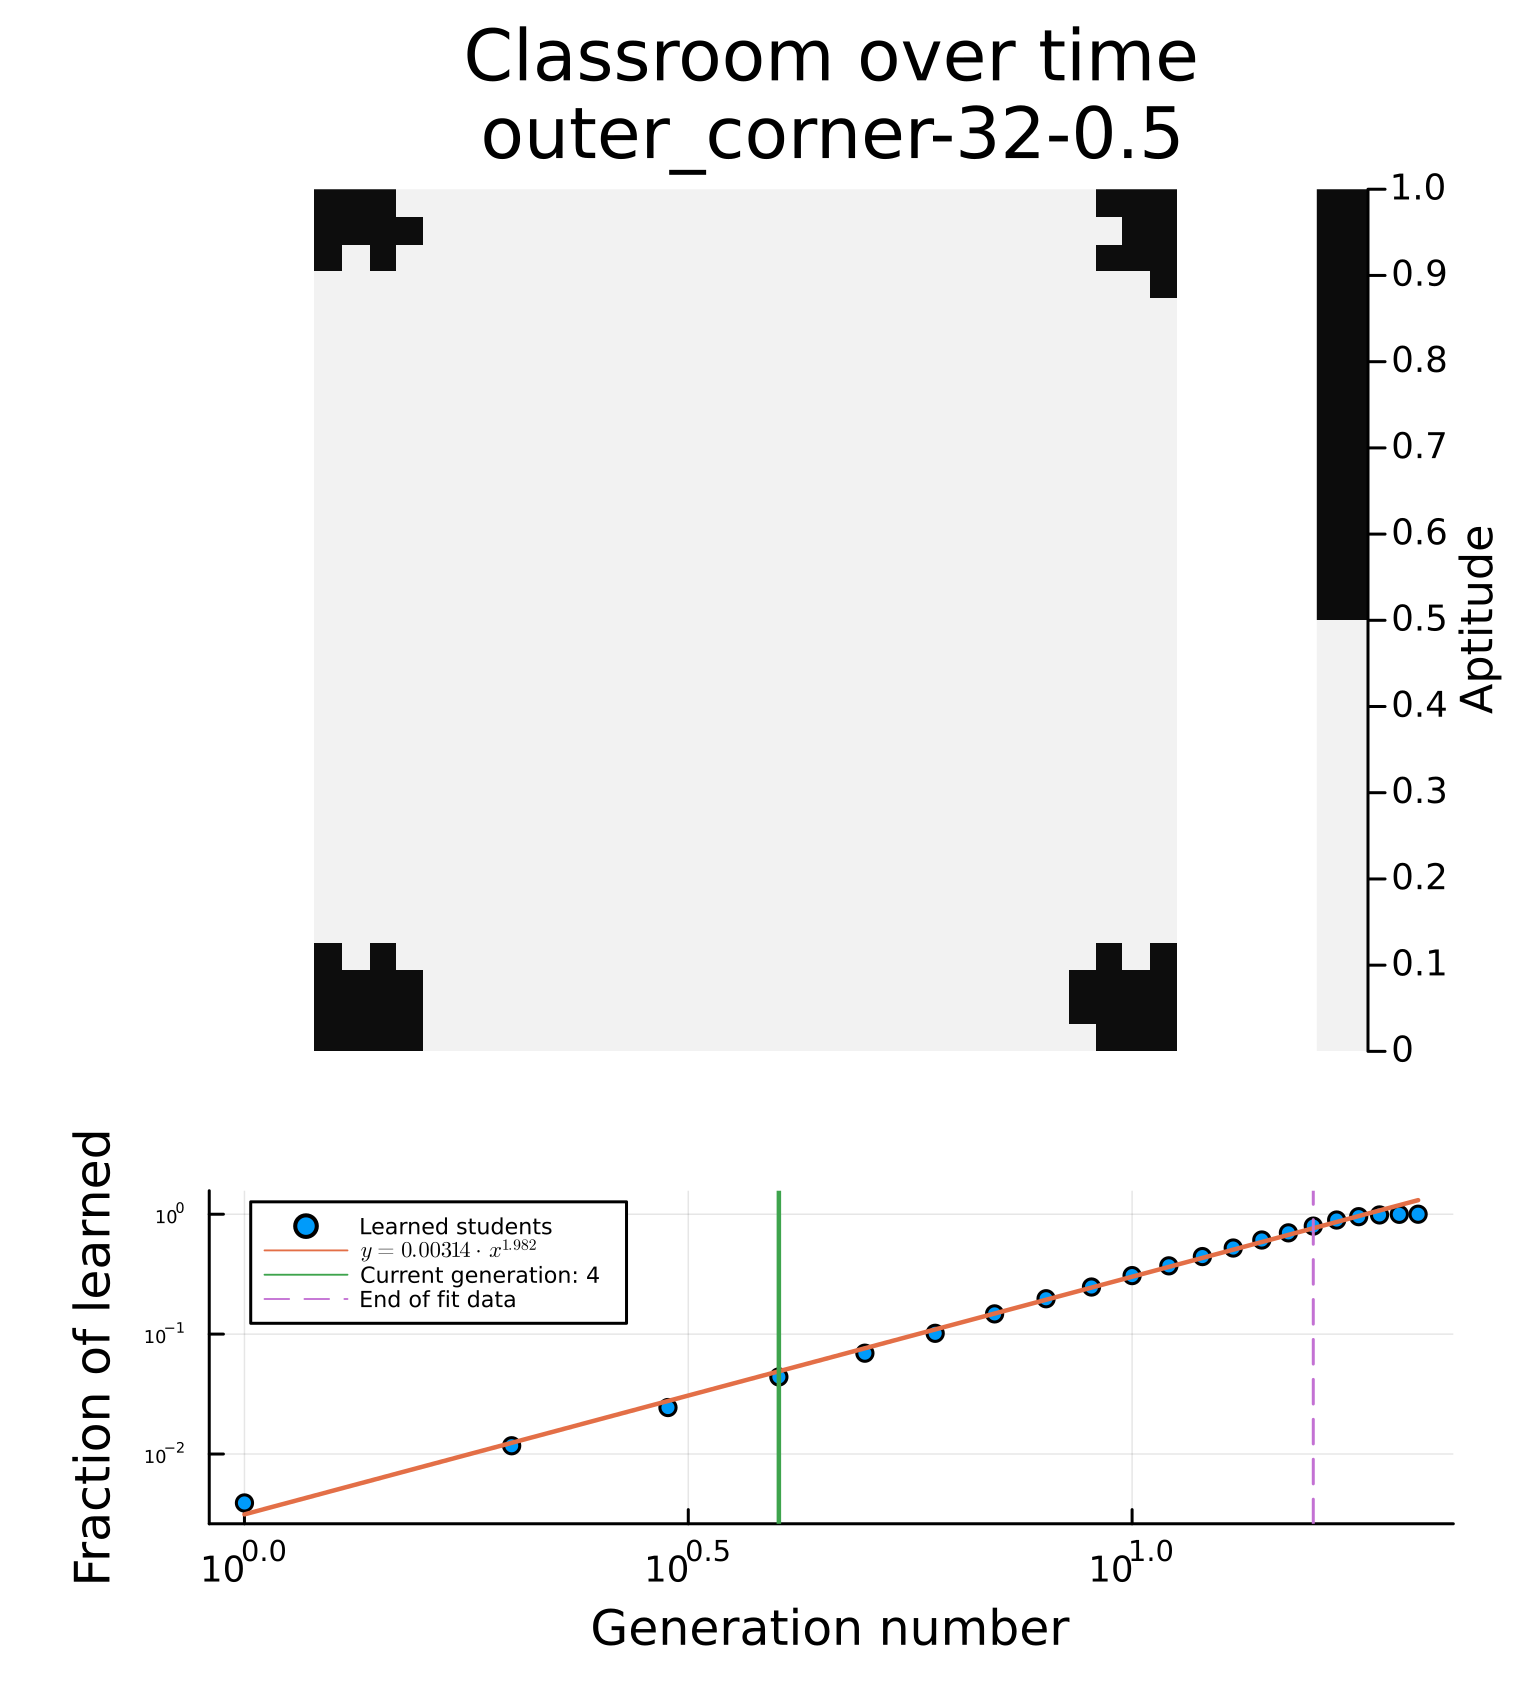 Classroom over time
outer_corner-32-0.5
1.0
0.9
0.8
0.7
0.6
0.5
0.4
0.3
0.2
0.1
0
Aptitude
Fraction of learned
10^0
10^-1
10^-2
Learned students
y = 0.00314 · x^1.982
Current generation: 4
End of fit data
10^0.0 10^0.5 10^1.0
Generation number